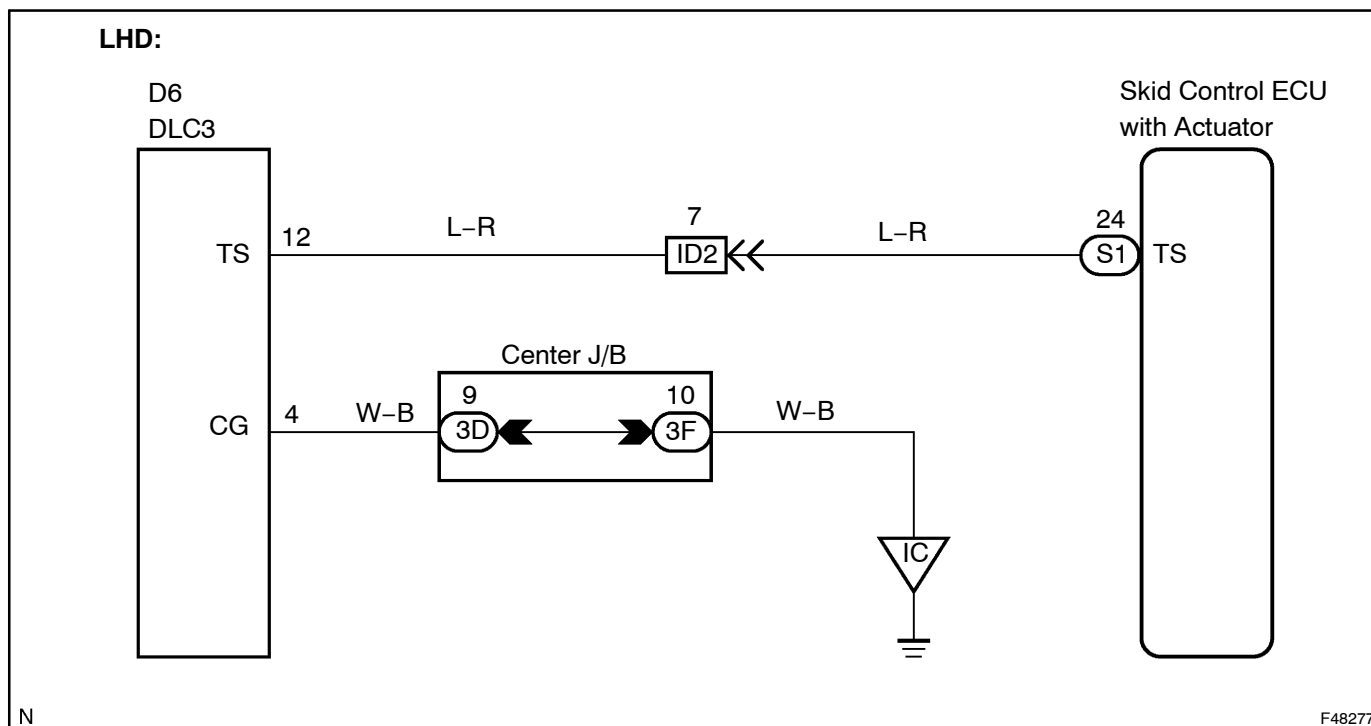 LHD:
D6
DLC3
Skid Control ECU
with Actuator
TS
12
L−R
7
ID2
L−R
24
S1
TS
Center J/B
CG
4
W−B
9
3D
10
3F
W−B
IC
N
F48277